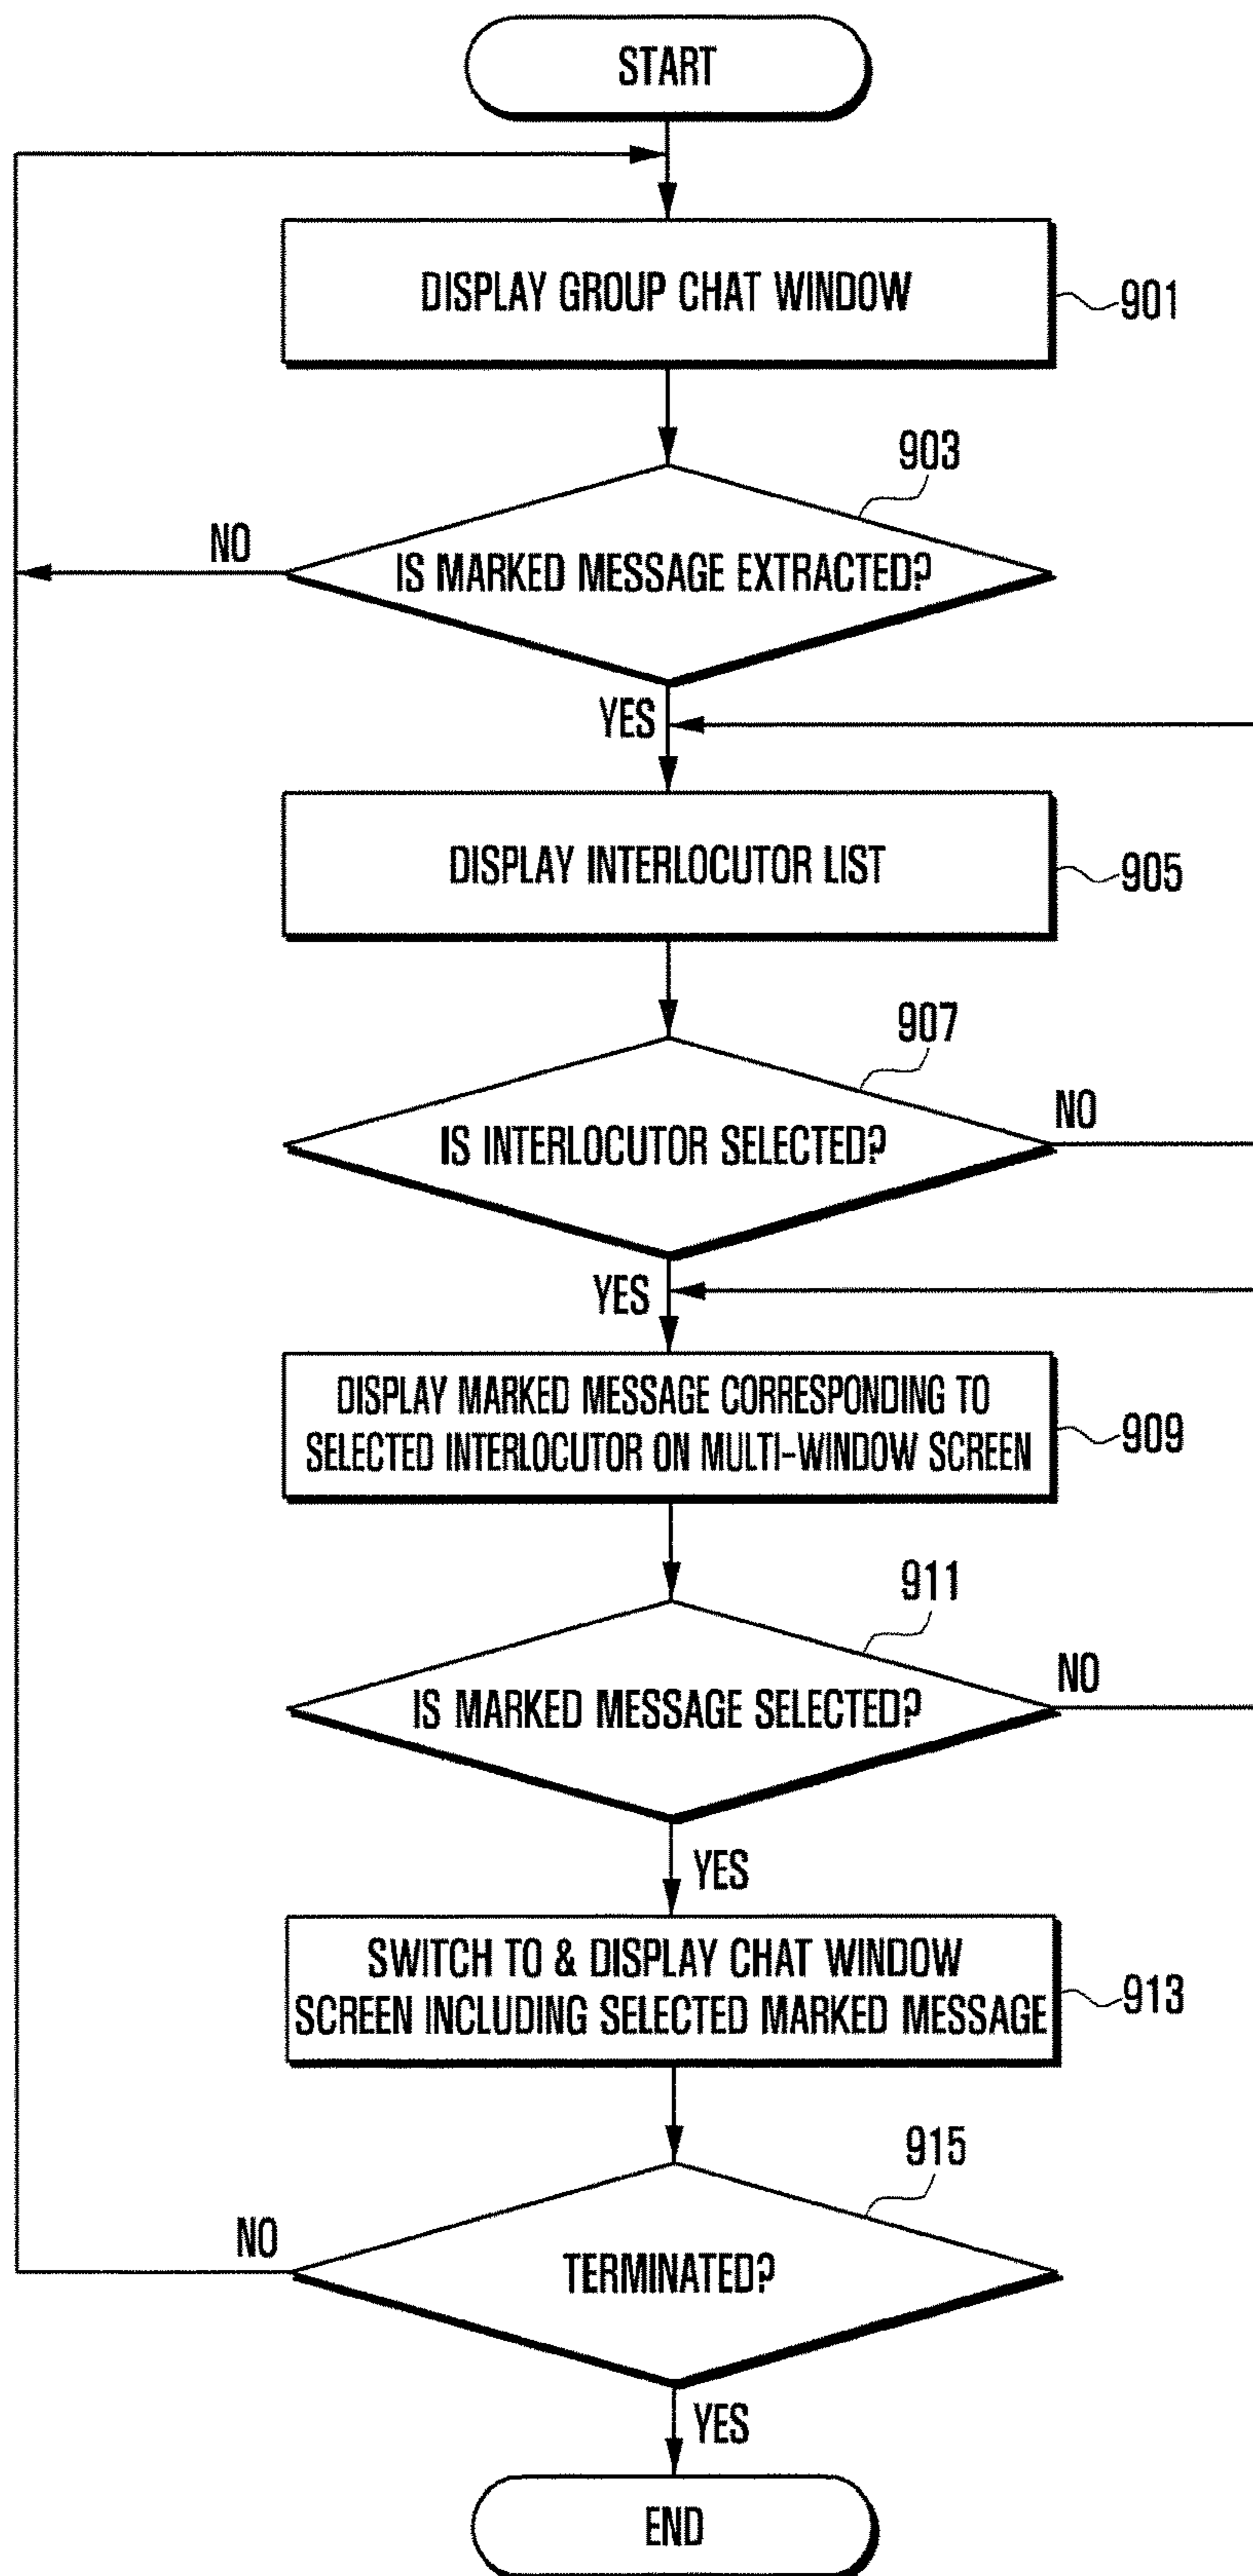 START
DISPLAY GROUP CHAT WINDOW
901
903
NO
IS MARKED MESSAGE EXTRACTED?
YES
DISPLAY INTERLOCUTOR LIST
905
907
NO
IS INTERLOCUTOR SELECTED?
YES
DISPLAY MARKED MESSAGE CORRESPONDING TO
SELECTED INTERLOCUTOR ON MULTI-WINDOW SCREEN
909
911
NO
IS MARKED MESSAGE SELECTED?
YES
SWITCH TO & DISPLAY CHAT WINDOW
SCREEN INCLUDING SELECTED MARKED MESSAGE
913
915
NO
TERMINATED?
YES
END